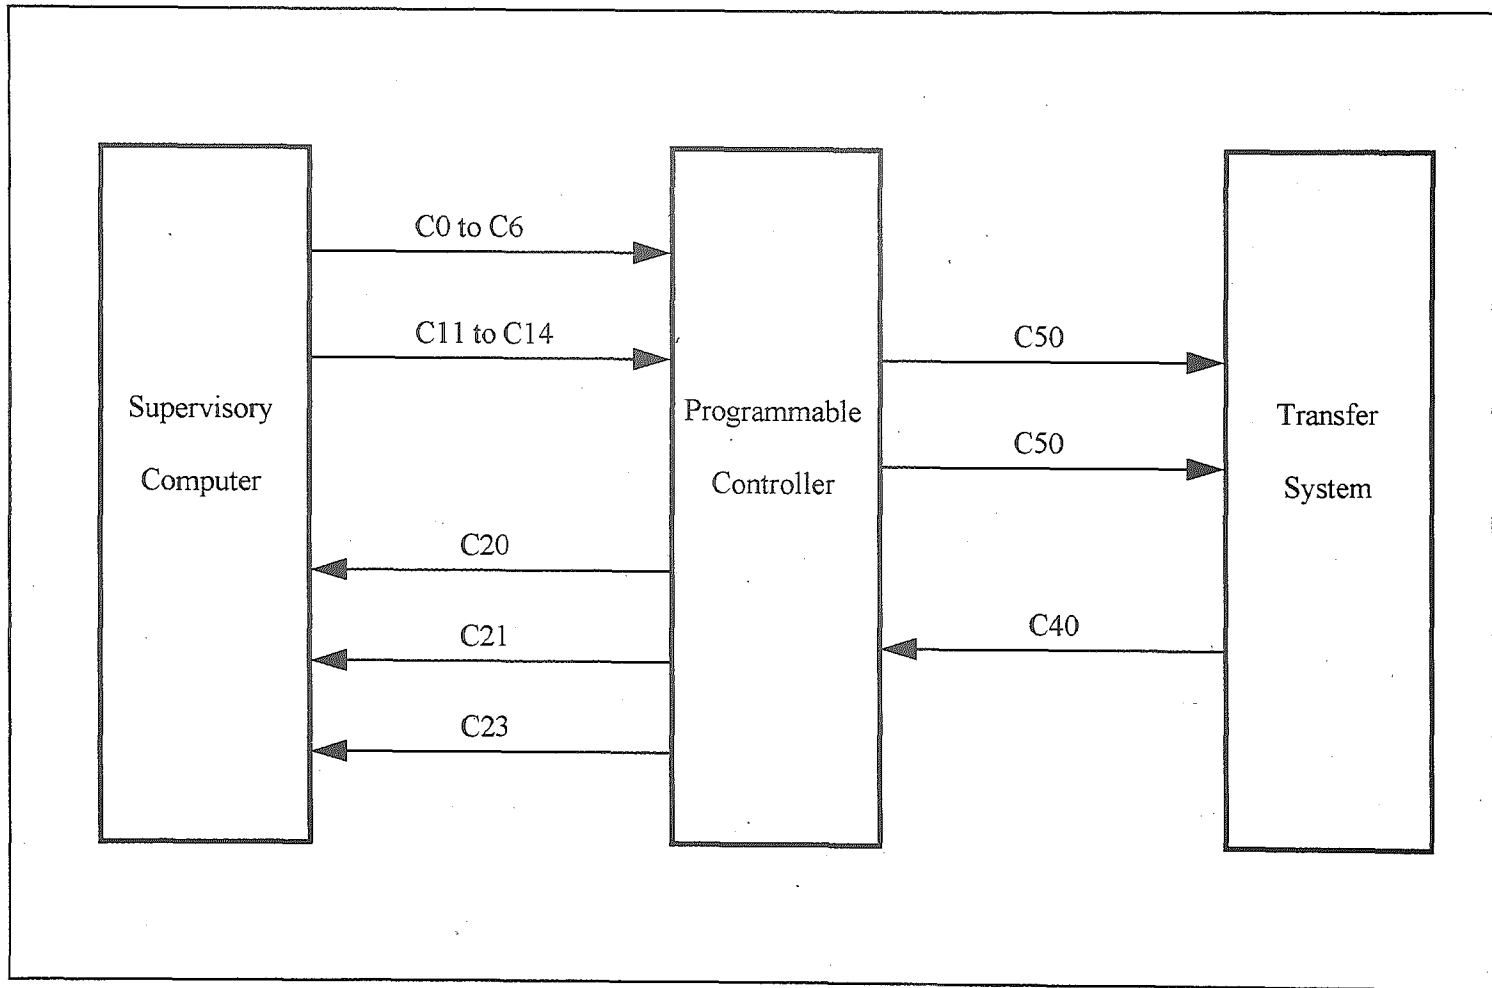 C0 to C6
C11 to C14
C50
Supervisory
Computer
Programmable
Controller
Transfer
System
C50
C20
C21
C40
C23